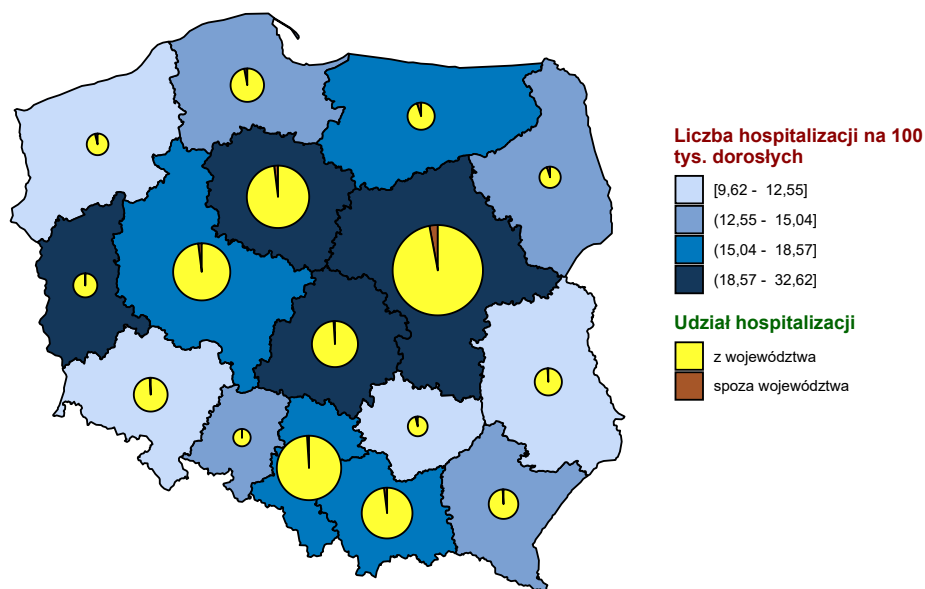 Liczba hospitalizacji na 100
tys. dorosłych
[9,62 - 12,55]
(12,55 - 15,04]
(15,04 - 18,57]
(18,57 - 32,62]
Udział hospitalizacji
z województwa
spoza województwa